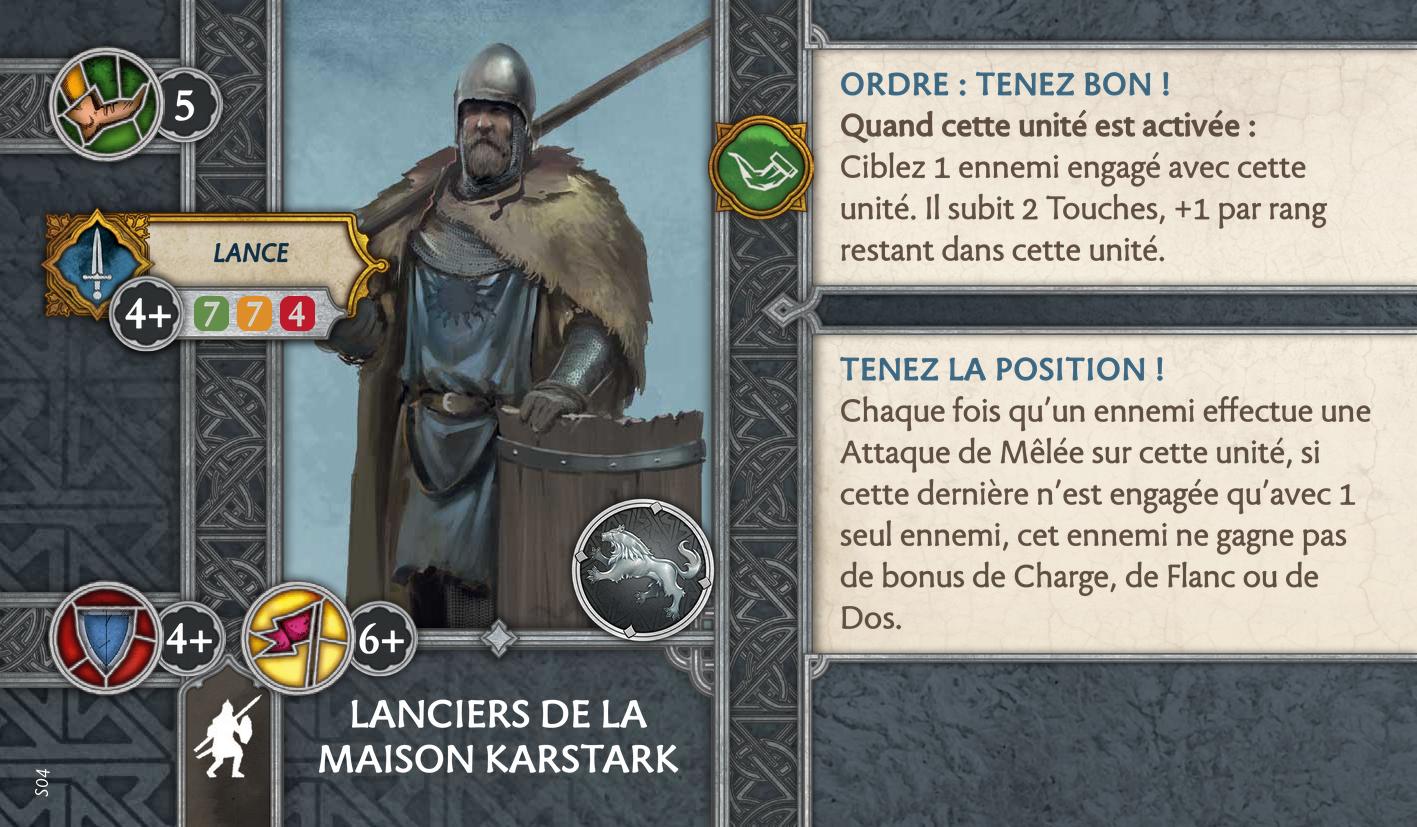 5
LANCE
4+ 7 7 4
4+ 6+
LANCIERS DE LA
MAISON KARSTARK
S04
ORDRE : TENEZ BON !
Quand cette unité est activée :
Ciblez 1 ennemi engagé avec cette
unité. Il subit 2 Touches, +1 par rang
restant dans cette unité.
TENEZ LA POSITION !
Chaque fois qu’un ennemi effectue une
Attaque de Mêlée sur cette unité, si
cette dernière n’est engagée qu’avec 1
seul ennemi, cet ennemi ne gagne pas
de bonus de Charge, de Flanc ou de
Dos.